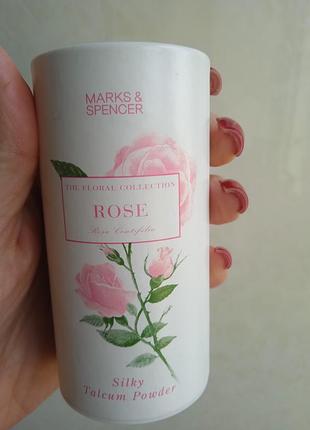 MARKS &
SPENCER
THE FLORAL COLLECTION
ROSE
Rosa Centifolia
Silky
Talcum Powder